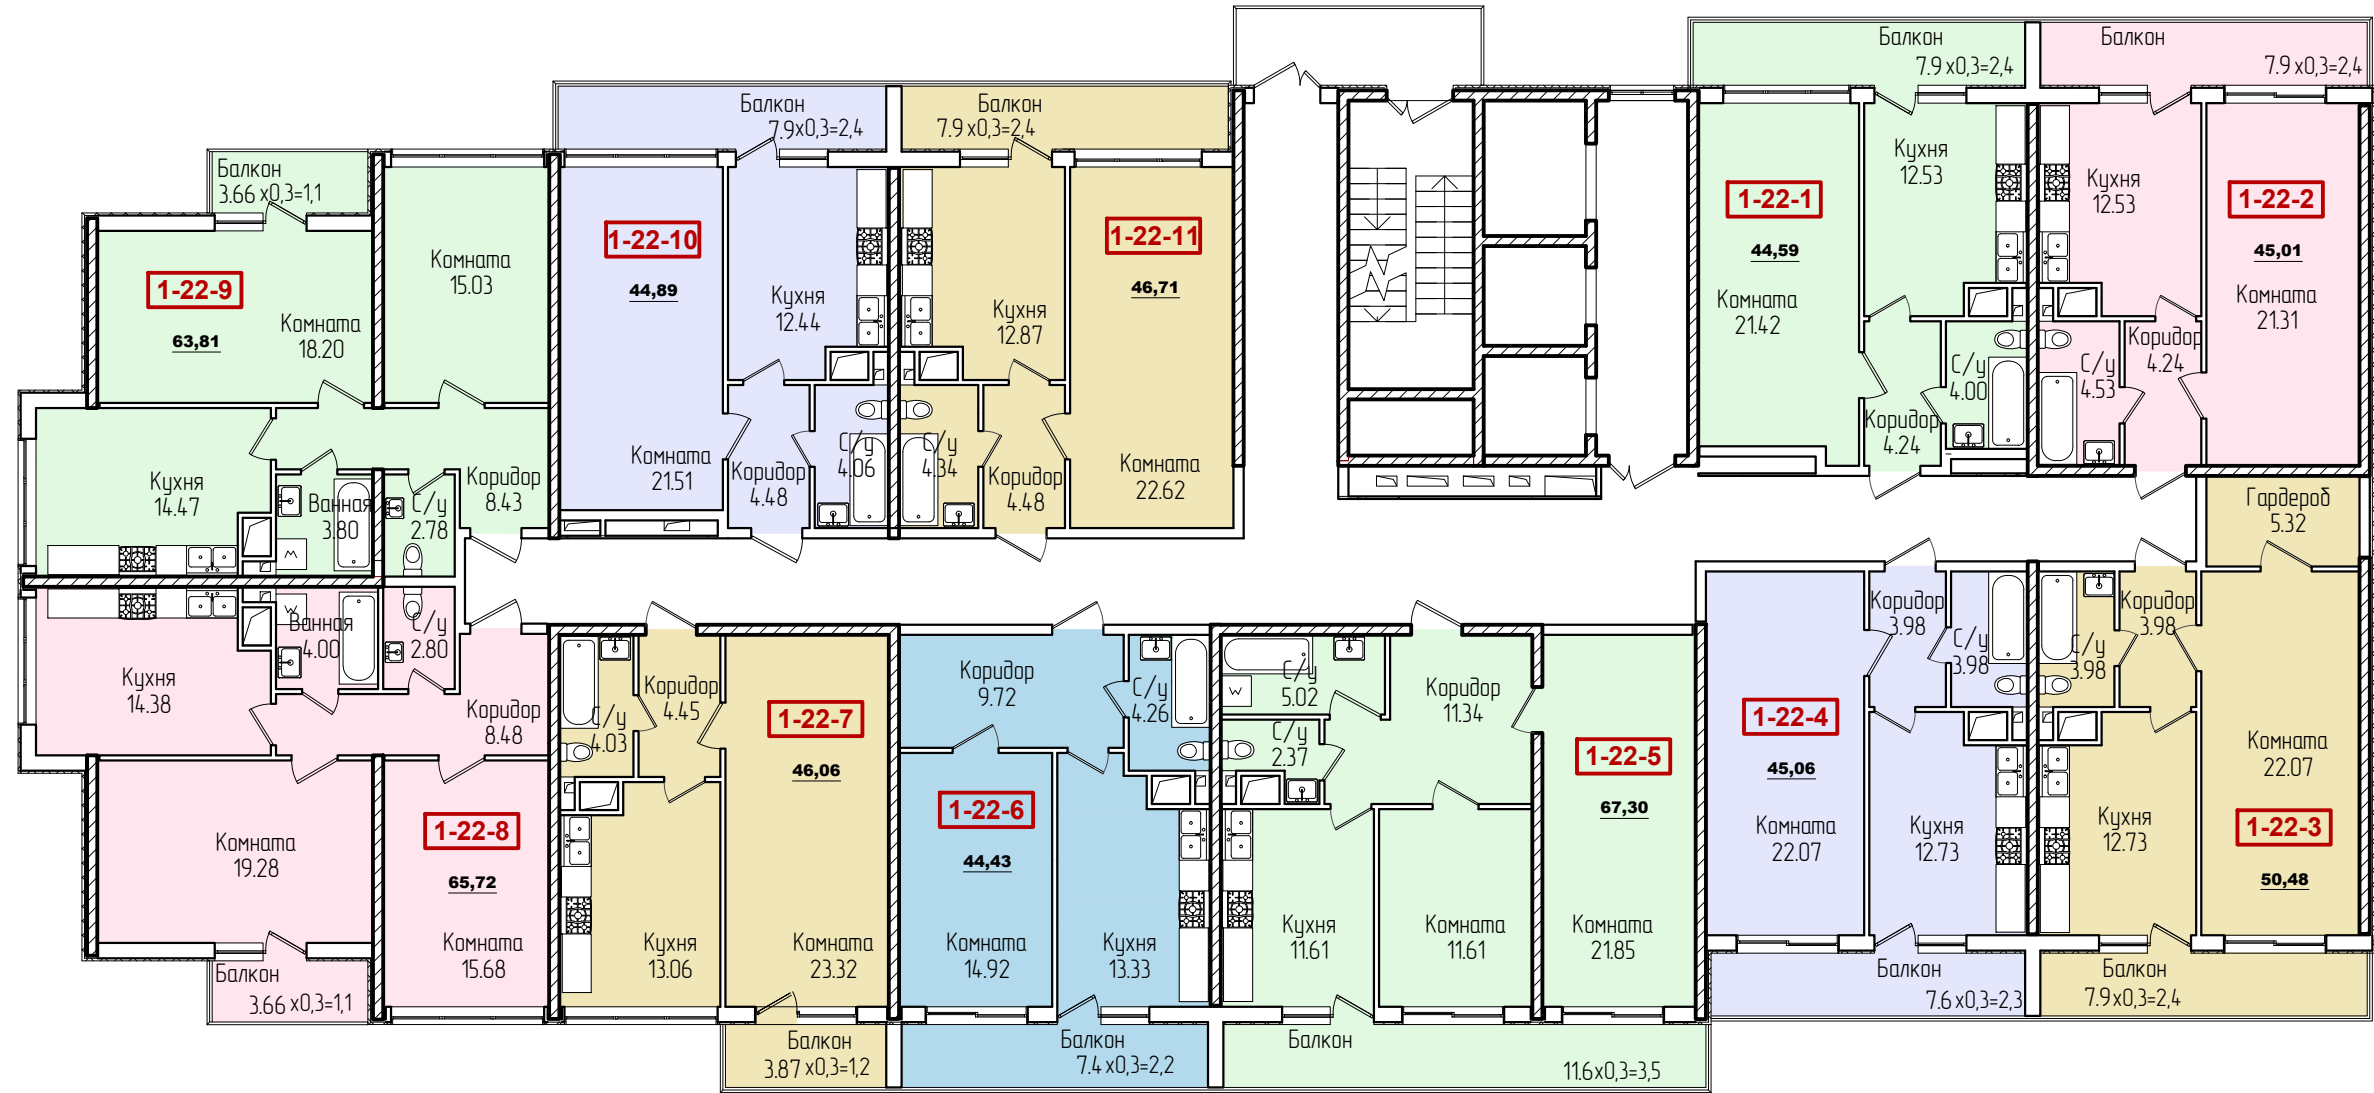 Балкон
3.66 x0,3=1,1
1-22-9
63,81
Комната
18.20
Комната
15.03
Кухня
14.47
Ванная
3.80
С/у
2.78
Коридор
8.43
М
Балкон
7.9x0,3=2,4
1-22-10
44,89
Кухня
12.44
Комната
21.51
Коридор
4.48
С/у
4.06
Балкон
7.9 x0,3=2,4
1-22-11
46,71
Кухня
12.87
С/у
4.34
Коридор
4.48
Комната
22.62
Балкон
7.9 x0,3=2,4
1-22-1
44,59
Кухня
12.53
Комната
21.42
С/у
4.00
Коридор
4.24
Балкон
7.9 x0,3=2,4
1-22-2
45,01
Кухня
12.53
Комната
21.31
Коридор
4.24
С/у
4.53
Гардероб
5.32
Коридор
3.98
С/у
3.98
Комната
22.07
1-22-3
50,48
Кухня
12.73
Балкон
7.9x0,3=2,4
Коридор
3.98
С/у
3.98
1-22-4
45,06
Комната
22.07
Кухня
12.73
Балкон
7.6 x0,3=2,3
С/у
5.02
W
Коридор
11.34
С/у
2.37
1-22-5
67,30
Кухня
11.61
Комната
11.61
Комната
21.85
Балкон
11.6x0,3=3,5
Коридор
9.72
С/у
4.26
1-22-6
44,43
Комната
14.92
Кухня
13.33
Балкон
7.4 x0,3=2,2
Коридор
4.45
С/у
4.03
1-22-7
46.06
Кухня
13.06
Комната
23.32
Балкон
3.87 x0,3=1,2
W
Ванная
4.00
С/у
2.80
Кухня
14.38
Коридор
8.48
1-22-8
65,72
Комната
19.28
Комната
15.68
Балкон
3.66 x0,3=1,1